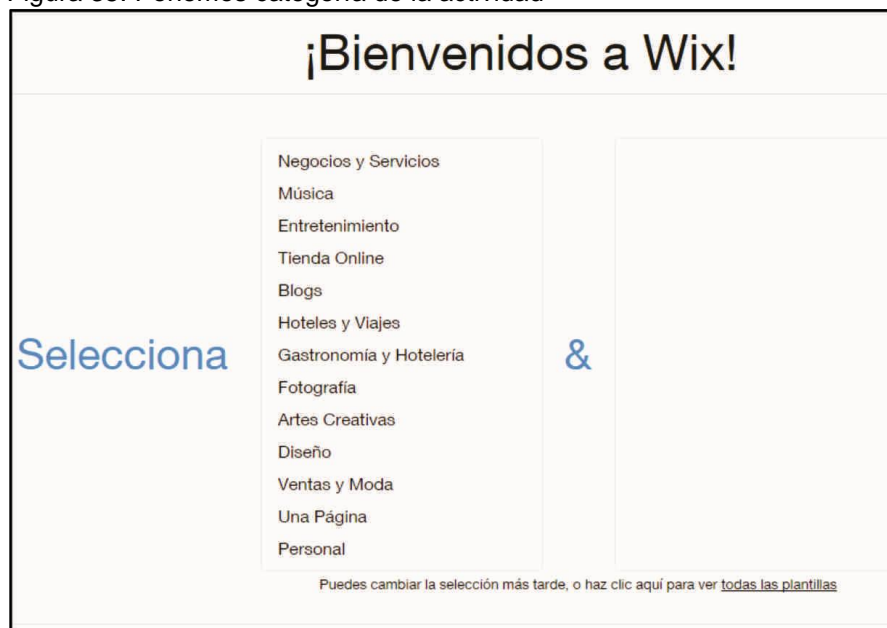 ¡Bienvenidos a Wix!
Negocios y Servicios
Música
Entretenimiento
Tienda Online
Blogs
Hoteles y Viajes
Selecciona
Gastronomía y Hotelería
&
Fotografía
Artes Creativas
Diseño
Ventas y Moda
Una Página
Personal
Puedes cambiar la selección más tarde, o haz clic aquí para ver todas las plantillas